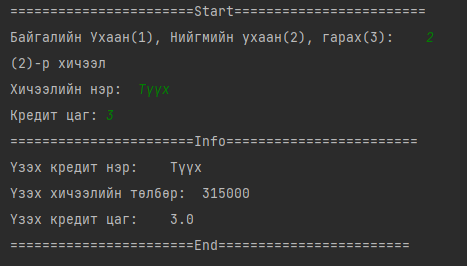 =======================Start========================
Байгалийн Ухаан(1), Нийгмийн ухаан(2), гарах(3):    2
(2)-р хичээл
Хичээлийн нэр:  Түүх
Кредит цаг: 3
=======================Info========================
Үзэх кредит нэр:    Түүх
Үзэх хичээлийн төлбөр:  315000
Үзэх кредит цаг:    3.0
=======================End========================